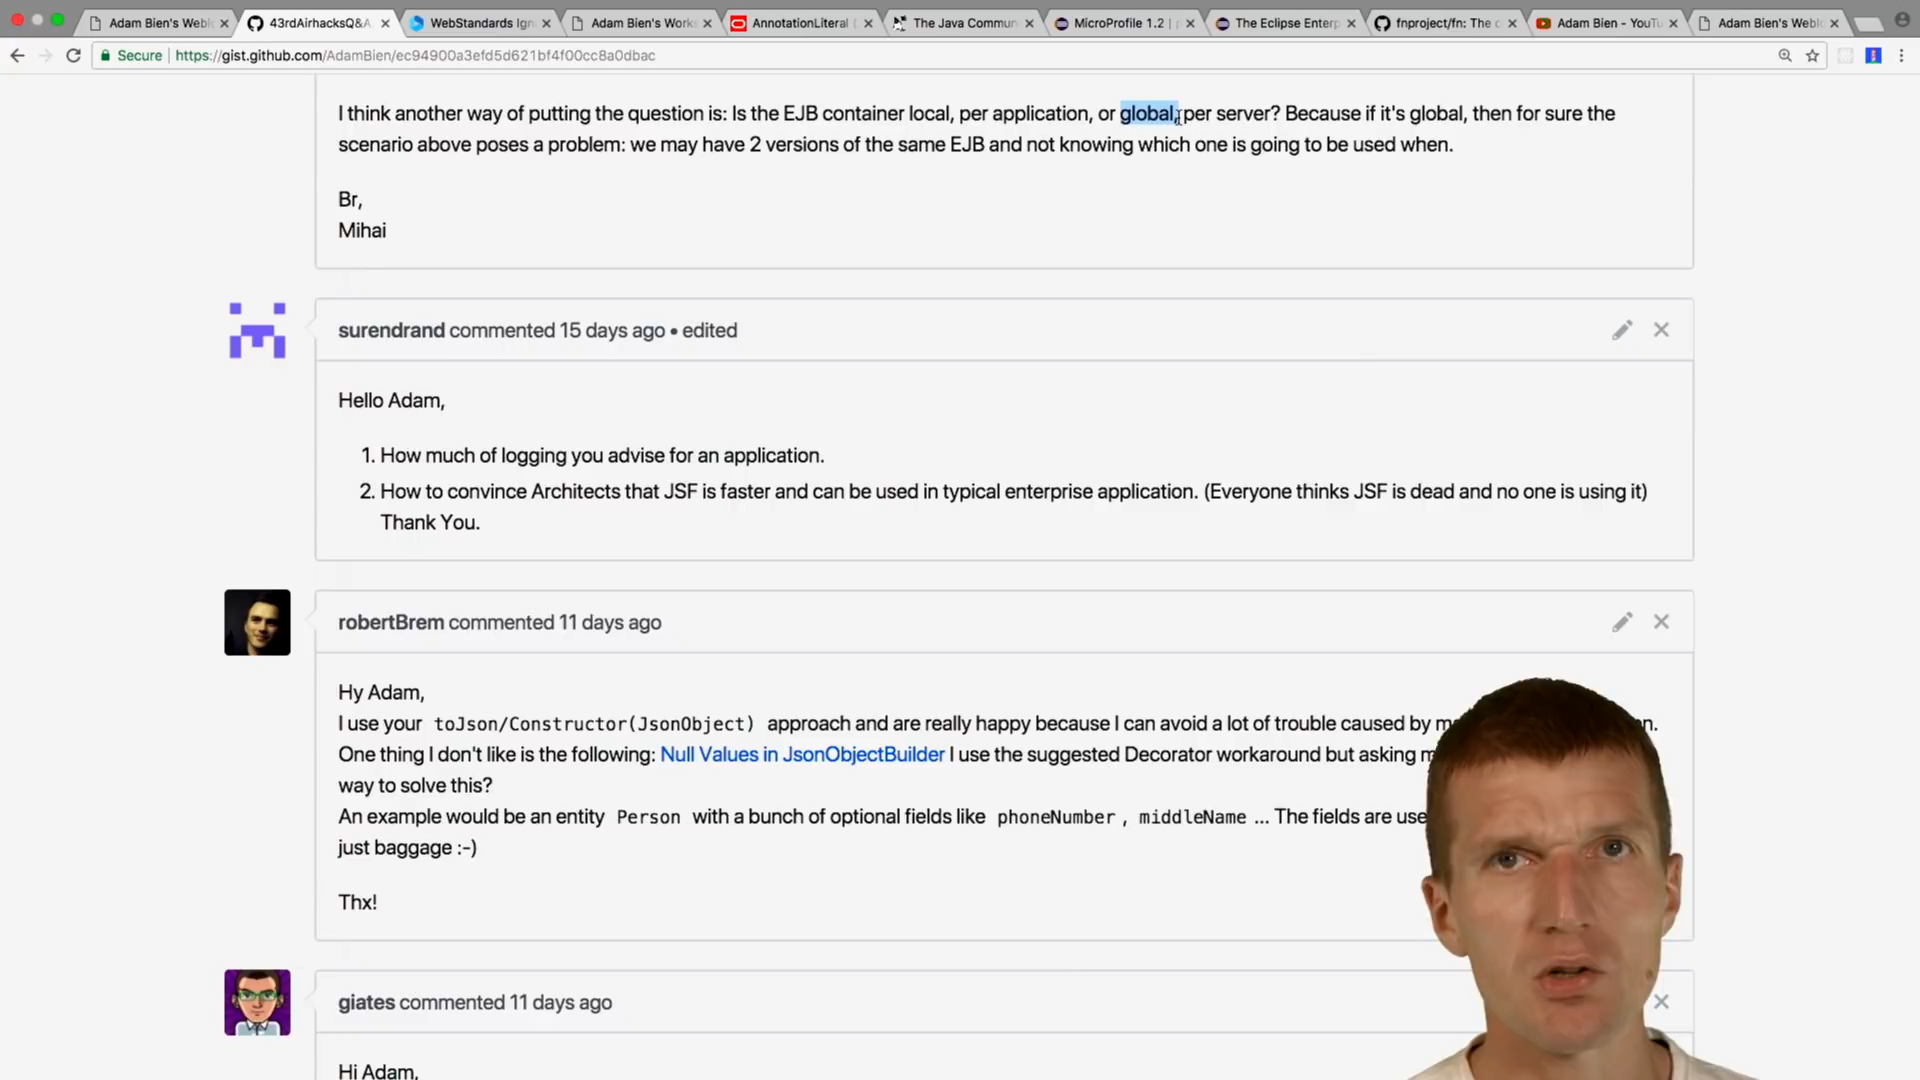 Adam Bien's Weblo
43rdAirhacksQ&A
WebStandards Ign
Adam Bien's Work
AnnotationLiteral (
The Java Commun
MicroProfile 1.2 | p
The Eclipse Enterp
fnproject/fn: The c
Adam Bien - YouTu
Adam Bien's Weblo
Secure
https://gist.github.com/AdamBien/ec94900a3efd5d621bf4f00cc8a0dbac
I think another way of putting the question is: Is the EJB container local, per application, or global, per server? Because if it's global, then for sure the
scenario above poses a problem: we may have 2 versions of the same EJB and not knowing which one is going to be used when.
Br,
Mihai
surendrand commented 15 days ago • edited
Hello Adam,
1. How much of logging you advise for an application.
2. How to convince Architects that JSF is faster and can be used in typical enterprise application. (Everyone thinks JSF is dead and no one is using it)
Thank You.
robertBrem commented 11 days ago
Hy Adam,
I use your toJson/Constructor(JsonObject) approach and are really happy because I can avoid a lot of trouble caused by
One thing I don't like is the following: Null Values in JsonObjectBuilder I use the suggested Decorator workaround but asking
way to solve this?
An example would be an entity Person with a bunch of optional fields like phoneNumber , middleName ... The fields are
just baggage :-)
Thx!
giates commented 11 days ago
Hi Adam,